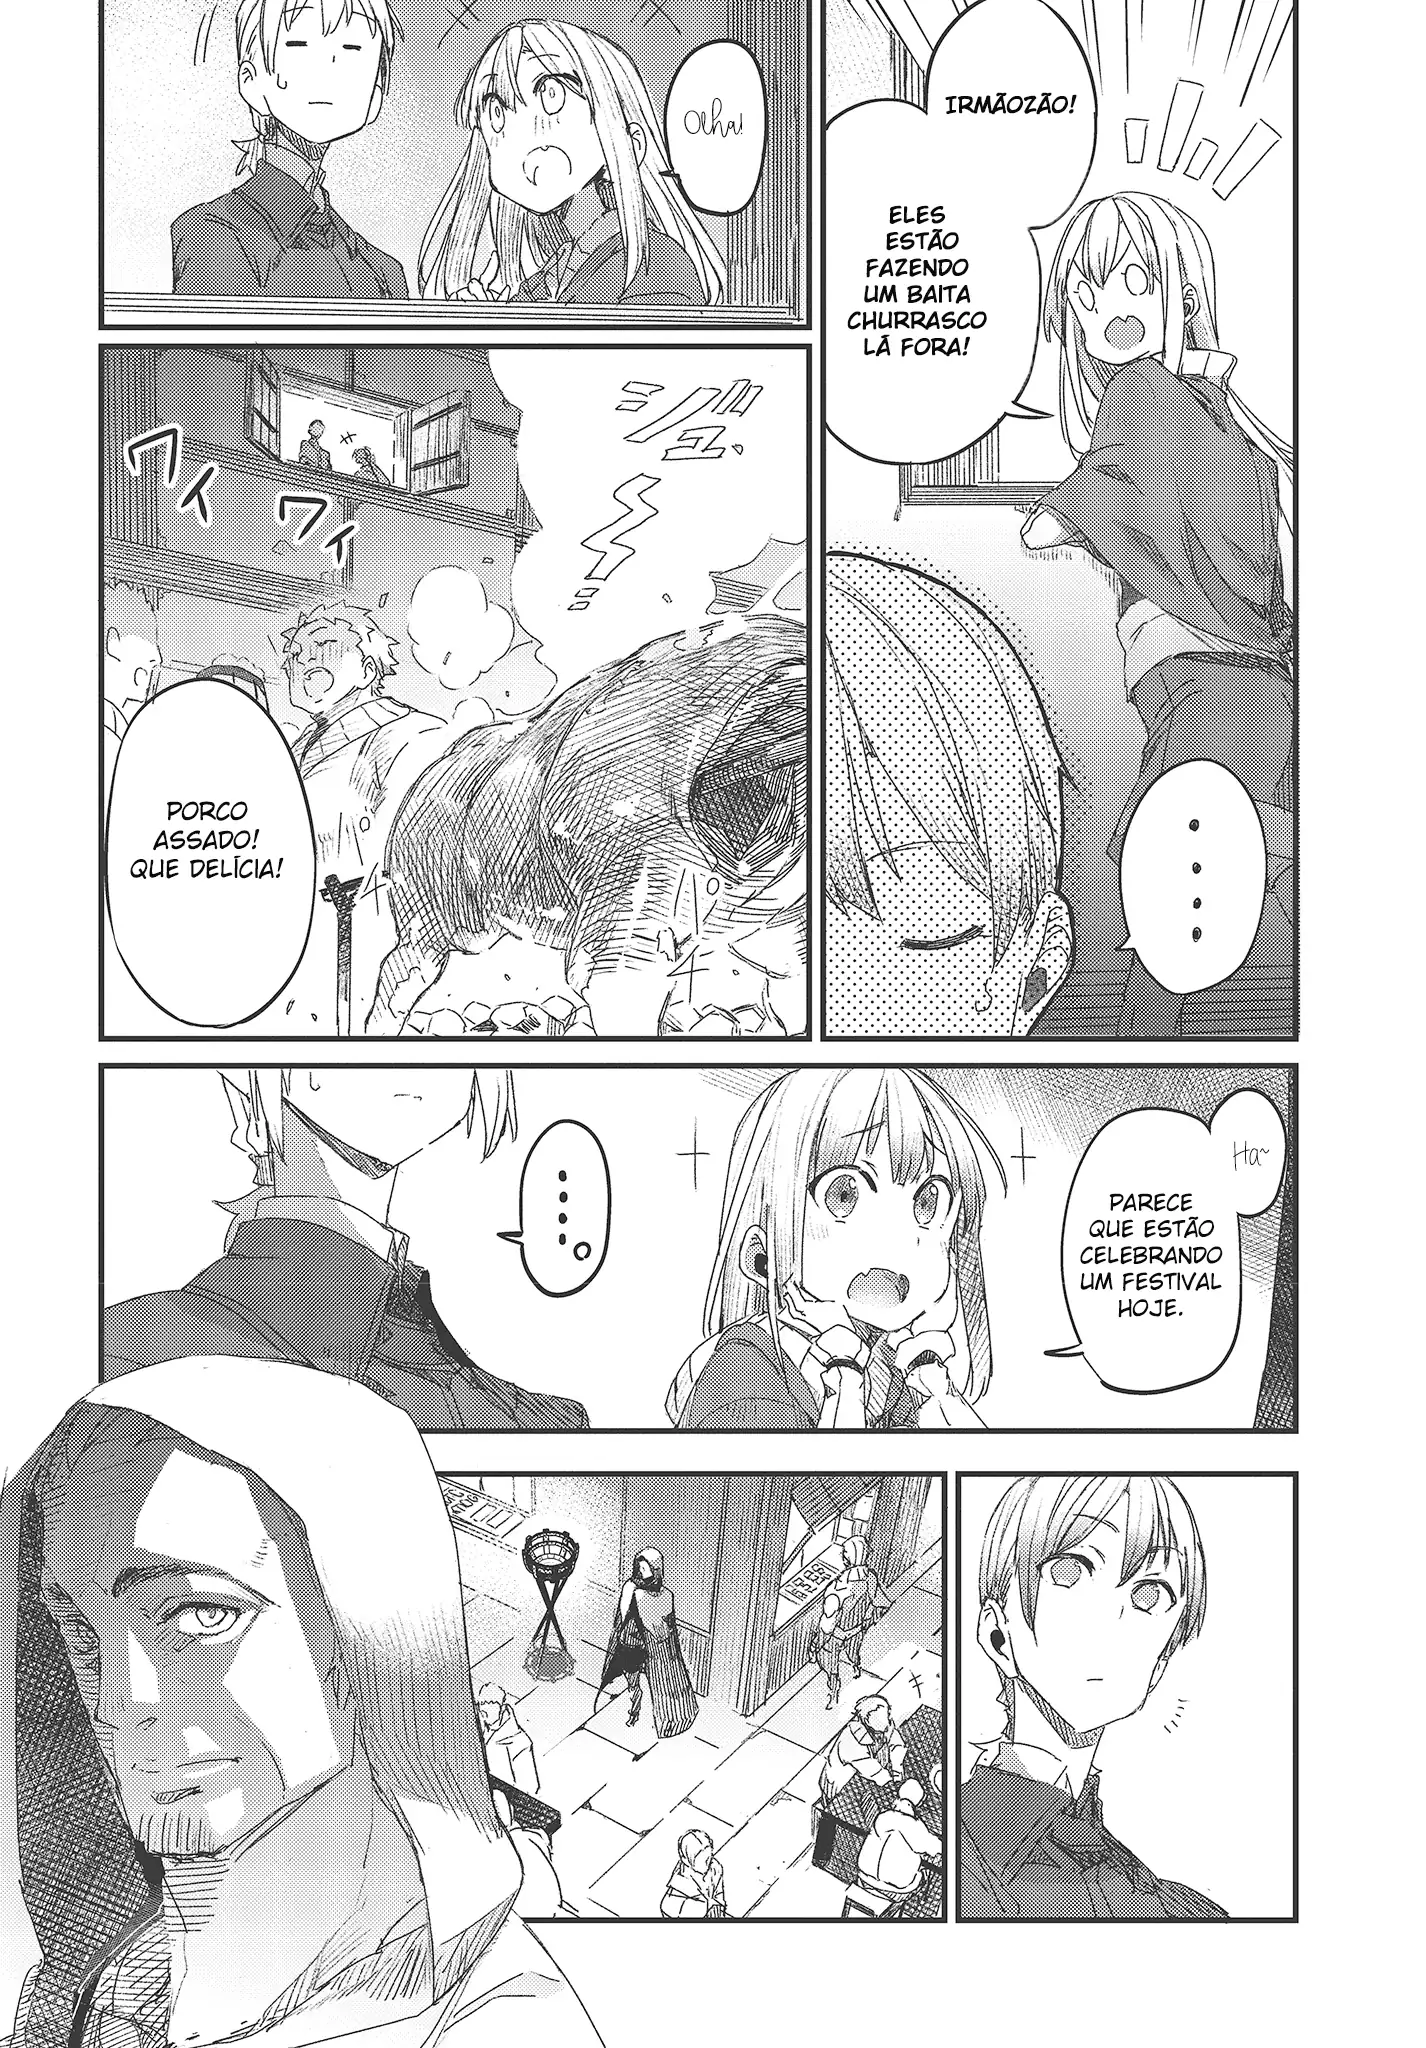 IRMÃOZÃO!
ELES
ESTÃO
FAZENDO
UM BAITA
CHURRASCO
LÁ FORA!
....
Olha!
ジュ
ワイ
ワイ
PORCO
ASSADO!
QUE DELÍCIA!
Ha~
PARECE
QUE ESTÃO
CELEBRANDO
UM FESTIVAL
HOJE.
....